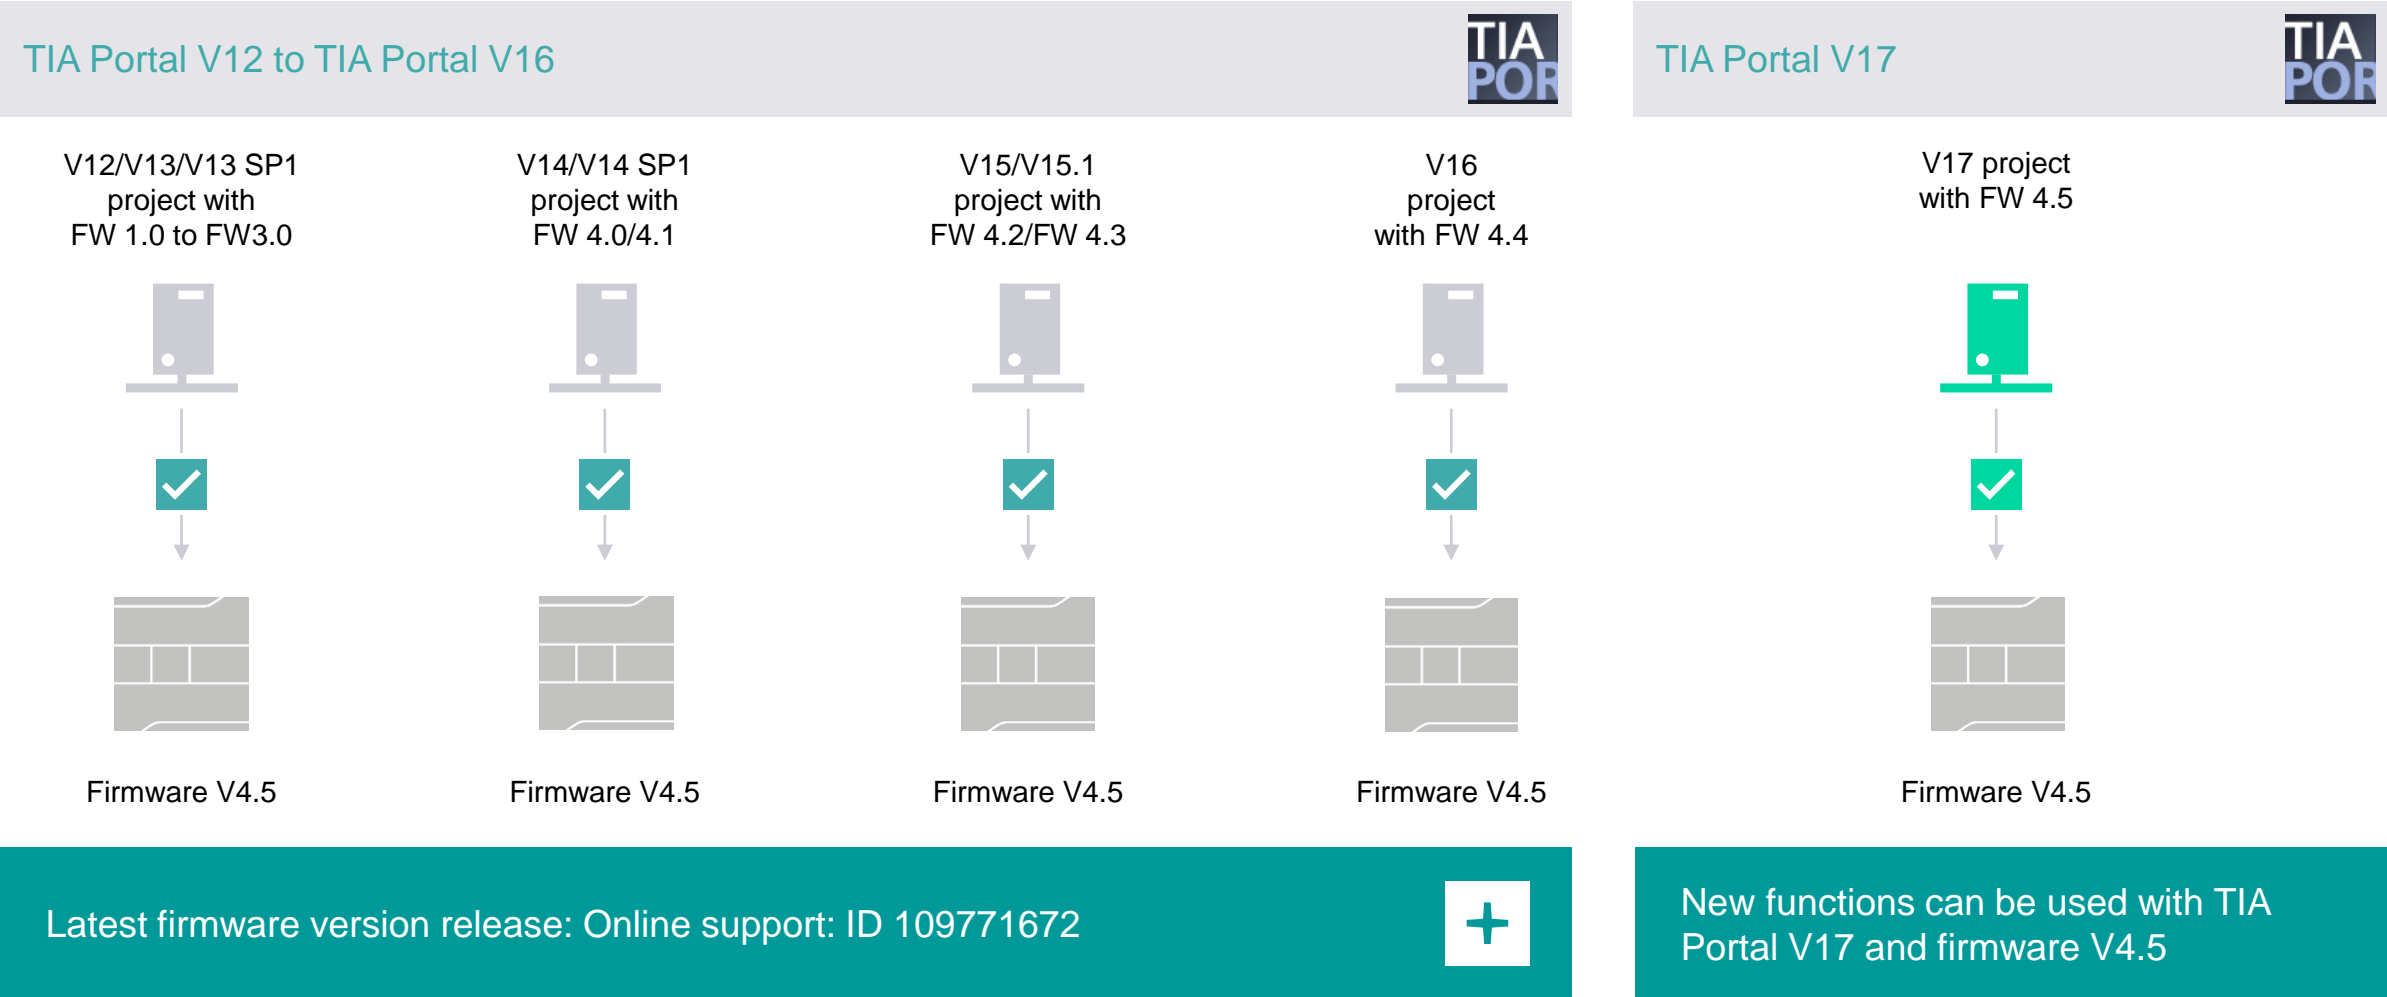 TIA Portal V12 to TIA Portal V16
TIA
POR
TIA Portal V17
TIA
POR
V12/V13/V13 SP1
project with
FW 1.0 to FW3.0
V14/V14 SP1
project with
FW 4.0/4.1
V15/V15.1
project with
FW 4.2/FW 4.3
V16
project
with FW 4.4
V17 project
with FW 4.5
Firmware V4.5
Firmware V4.5
Firmware V4.5
Firmware V4.5
Firmware V4.5
Latest firmware version release: Online support: ID 109771672
New functions can be used with TIA
Portal V17 and firmware V4.5